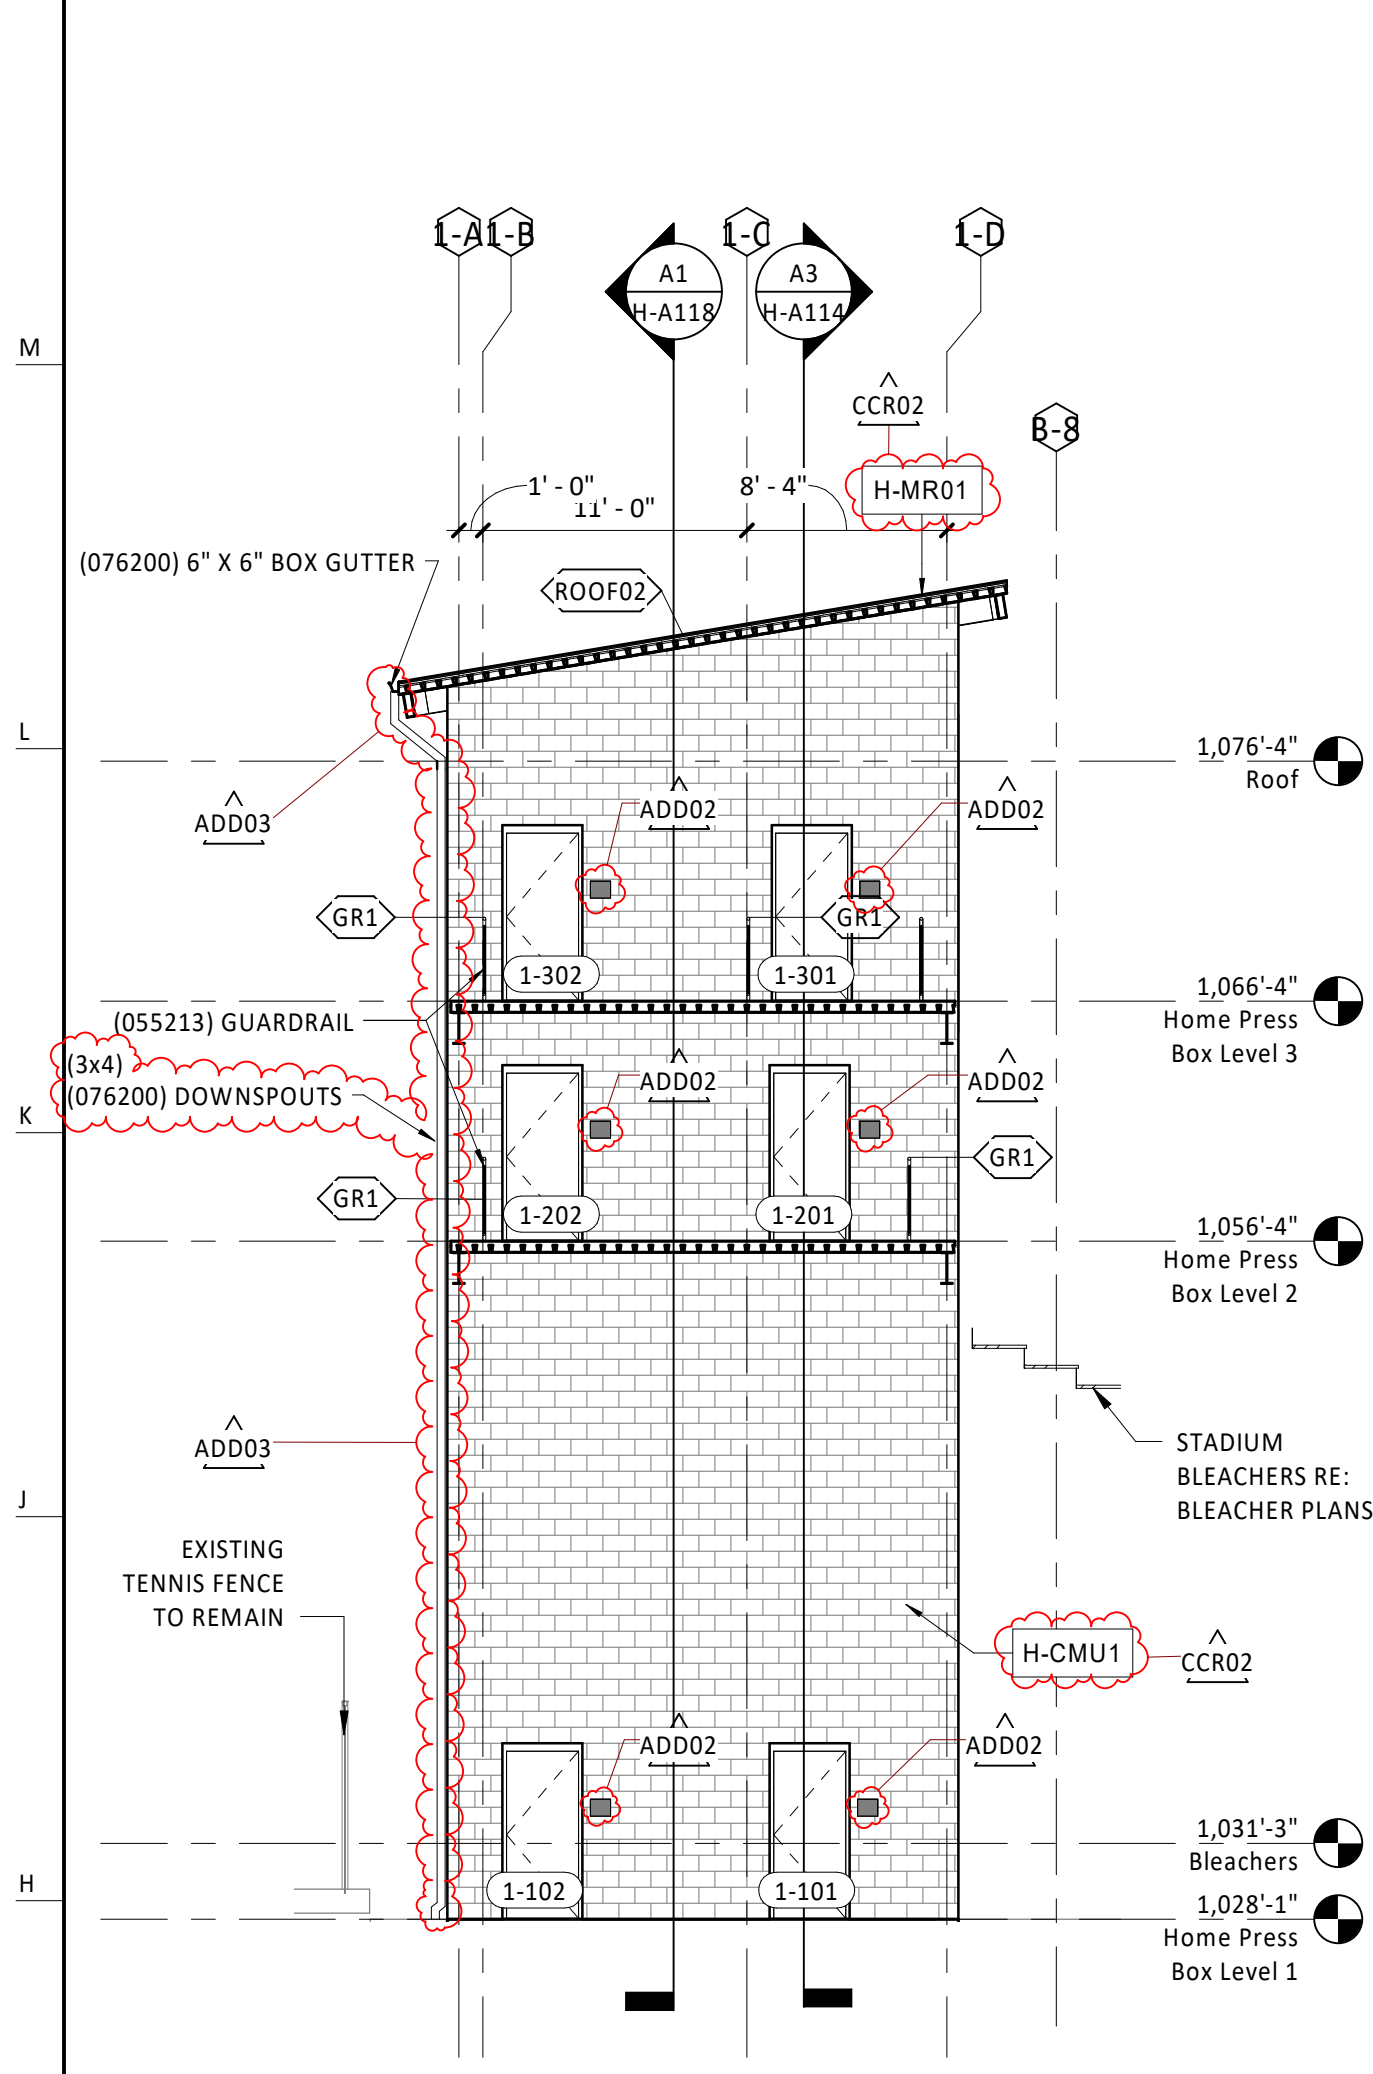 1-A
1-B
1-C
1-D
A1
H-A118
A3
H-A114
M
CCR02
B-8
1' - 0"
11' - 0"
8' - 4"
H-MR01
(076200) 6" X 6" BOX GUTTER
ROOF02
L
1,076'-4"
Roof
ADD03
ADD02
ADD02
GR1
GR1
1-302
1-301
1,066'-4"
Home Press
Box Level 3
(055213) GUARDRAIL
(3x4)
(076200) DOWNSPOUTS
ADD02
ADD02
K
GR1
GR1
1-202
1-201
1,056'-4"
Home Press
Box Level 2
ADD03
STADIUM
BLEACHERS RE:
BLEACHER PLANS
J
EXISTING
TENNIS FENCE
TO REMAIN
H-CMU1
CCR02
ADD02
ADD02
1,031'-3"
Bleachers
H
1-102
1-101
1,028'-1"
Home Press
Box Level 1